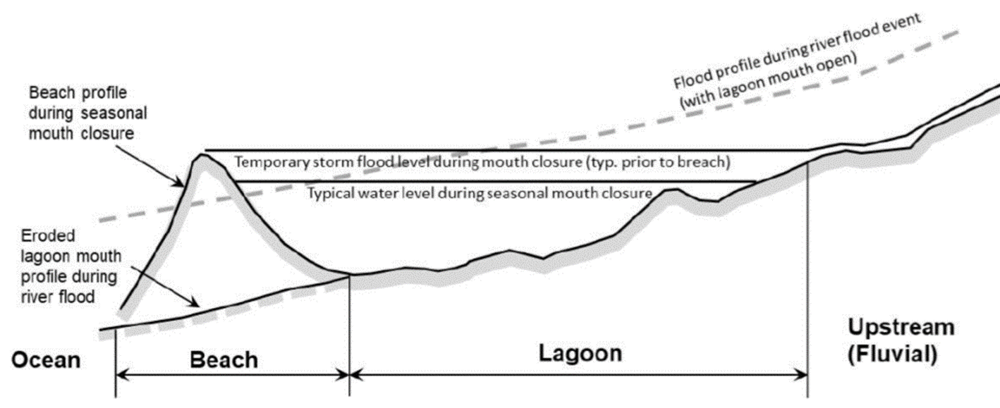 Flood profile during river flood event
(with lagoon mouth open)
Beach profile
during seasonal
mouth closure
Temporary storm flood level during mouth closure (typ. prior to breach)
Typical water level during seasonal mouth closure
Eroded
lagoon mouth
profile during
river flood
Ocean
Beach
Lagoon
Upstream
(Fluvial)